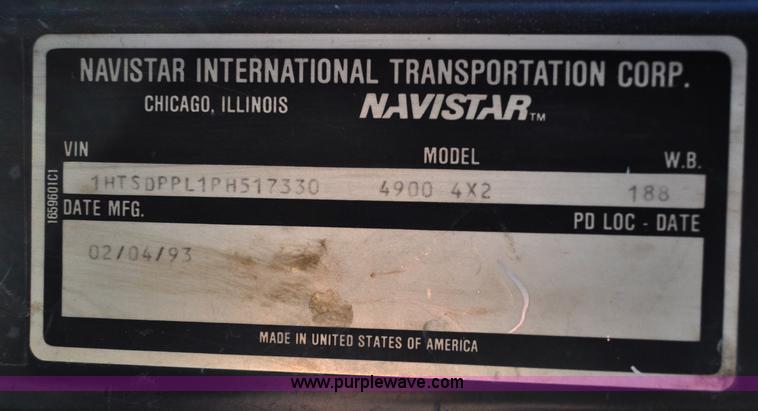 NAVISTAR INTERNATIONAL TRANSPORTATION CORP.
CHICAGO, ILLINOIS NAVISTAR™
VIN MODEL W.B.
1HTSDPPL1PH517330 4900 4X2 188
1659601C1
DATE MFG. PD LOC - DATE
02/04/93
MADE IN UNITED STATES OF AMERICA
www.purplewave.com